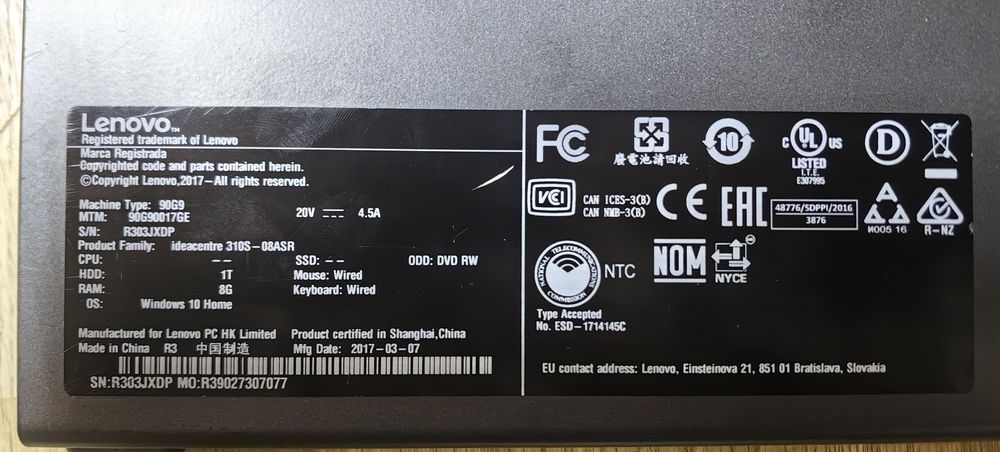 Lenovo™
Registered trademark of Lenovo
Marca Registrada
Copyrighted code and parts contained herein.
©Copyright Lenovo,2017—All rights reserved.
Machine Type: 90G9
20V 4.5A
MTM: 90G90017GE
S/N: R303JXDP
Product Family: ideacentre 310S-08ASR
CPU: -- SSD: -- ODD: DVD RW
HDD: 1T Mouse: Wired
RAM: 8G Keyboard: Wired
OS: Windows 10 Home
Manufactured for Lenovo PC HK Limited Product certified in Shanghai,China
Made in China R3 中国制造 Mfg Date: 2017-03-07
SN:R303JXDP MO:R39027307077
FC
廢電池請回收
10
C UL US
LISTED
I.T.E.
E307995
D
VCI
CAN ICES-3(B)
CAN NMB-3(B)
CE
EAC
48776/SDPPI/2016
3876
N005 16
R-NZ
NATIONAL TELECOMMUNICATIONS COMMISSION
NTC
NOM
NYCE
Type Accepted
No. ESD-1714145C
EU contact address: Lenovo, Einsteinova 21, 851 01 Bratislava, Slovakia